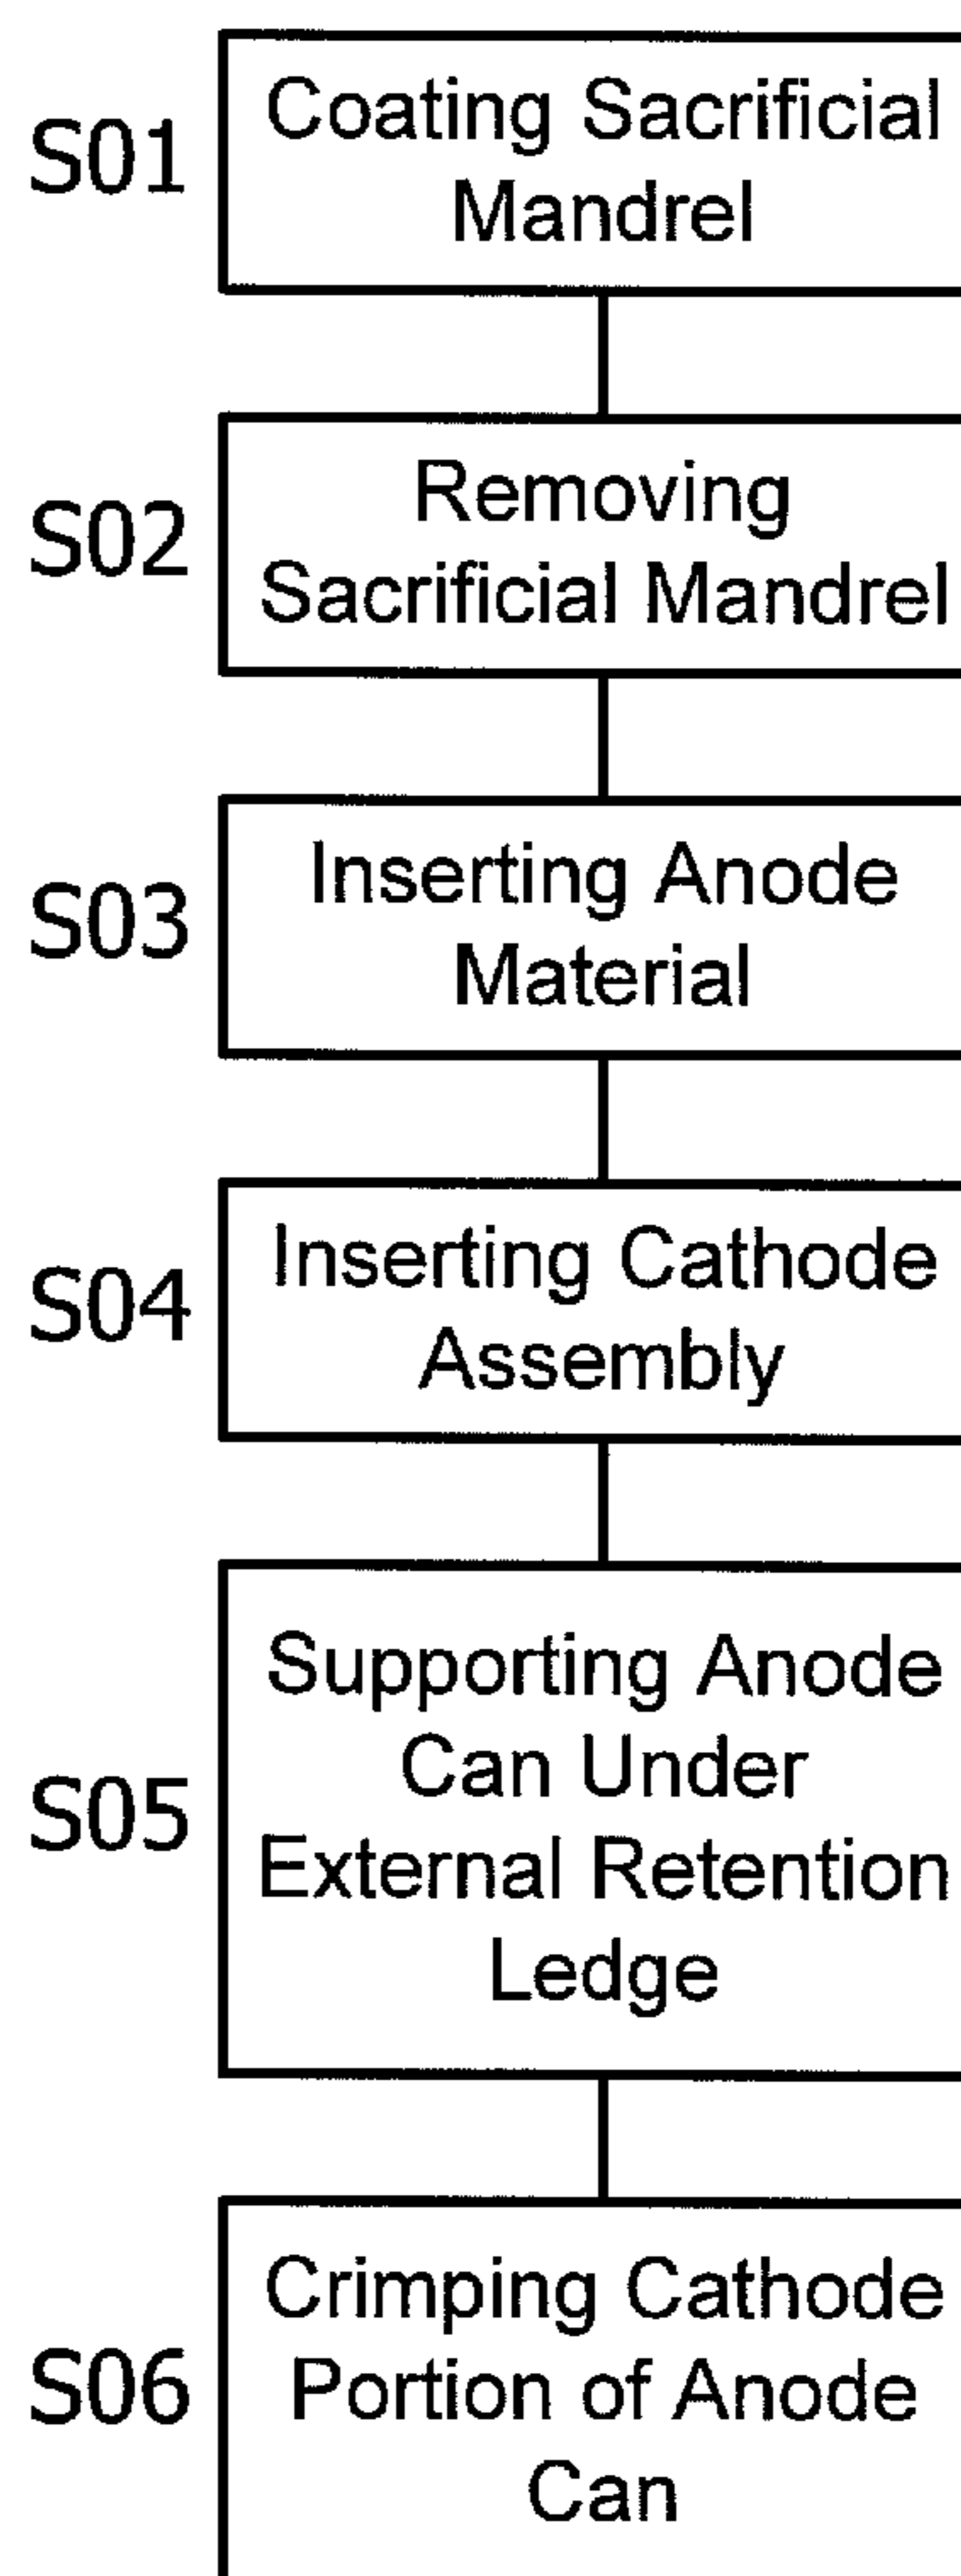 S01
Coating Sacrificial
Mandrel
S02
Removing
Sacrificial Mandrel
S03
Inserting Anode
Material
S04
Inserting Cathode
Assembly
S05
Supporting Anode
Can Under
External Retention
Ledge
S06
Crimping Cathode
Portion of Anode
Can